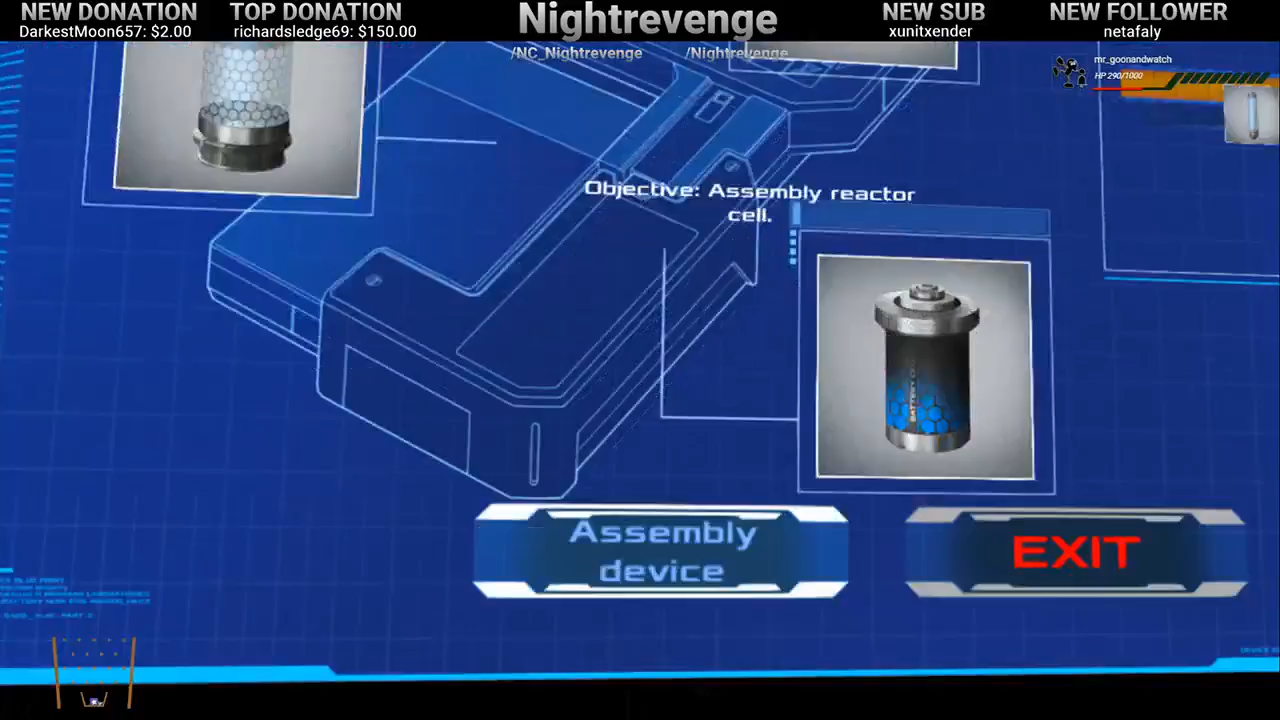 NEW DONATION
DarkestMoon657: $2.00
TOP DONATION
richardsledge69: $150.00
Nightrevenge
/NC_Nightrevenge /Nightrevenge
NEW SUB
xunitxender
NEW FOLLOWER
netafaly
mr_goonandwatch
HP 290/1000
Objective: Assembly reactor
cell.
BATTERY
Assembly
device
EXIT